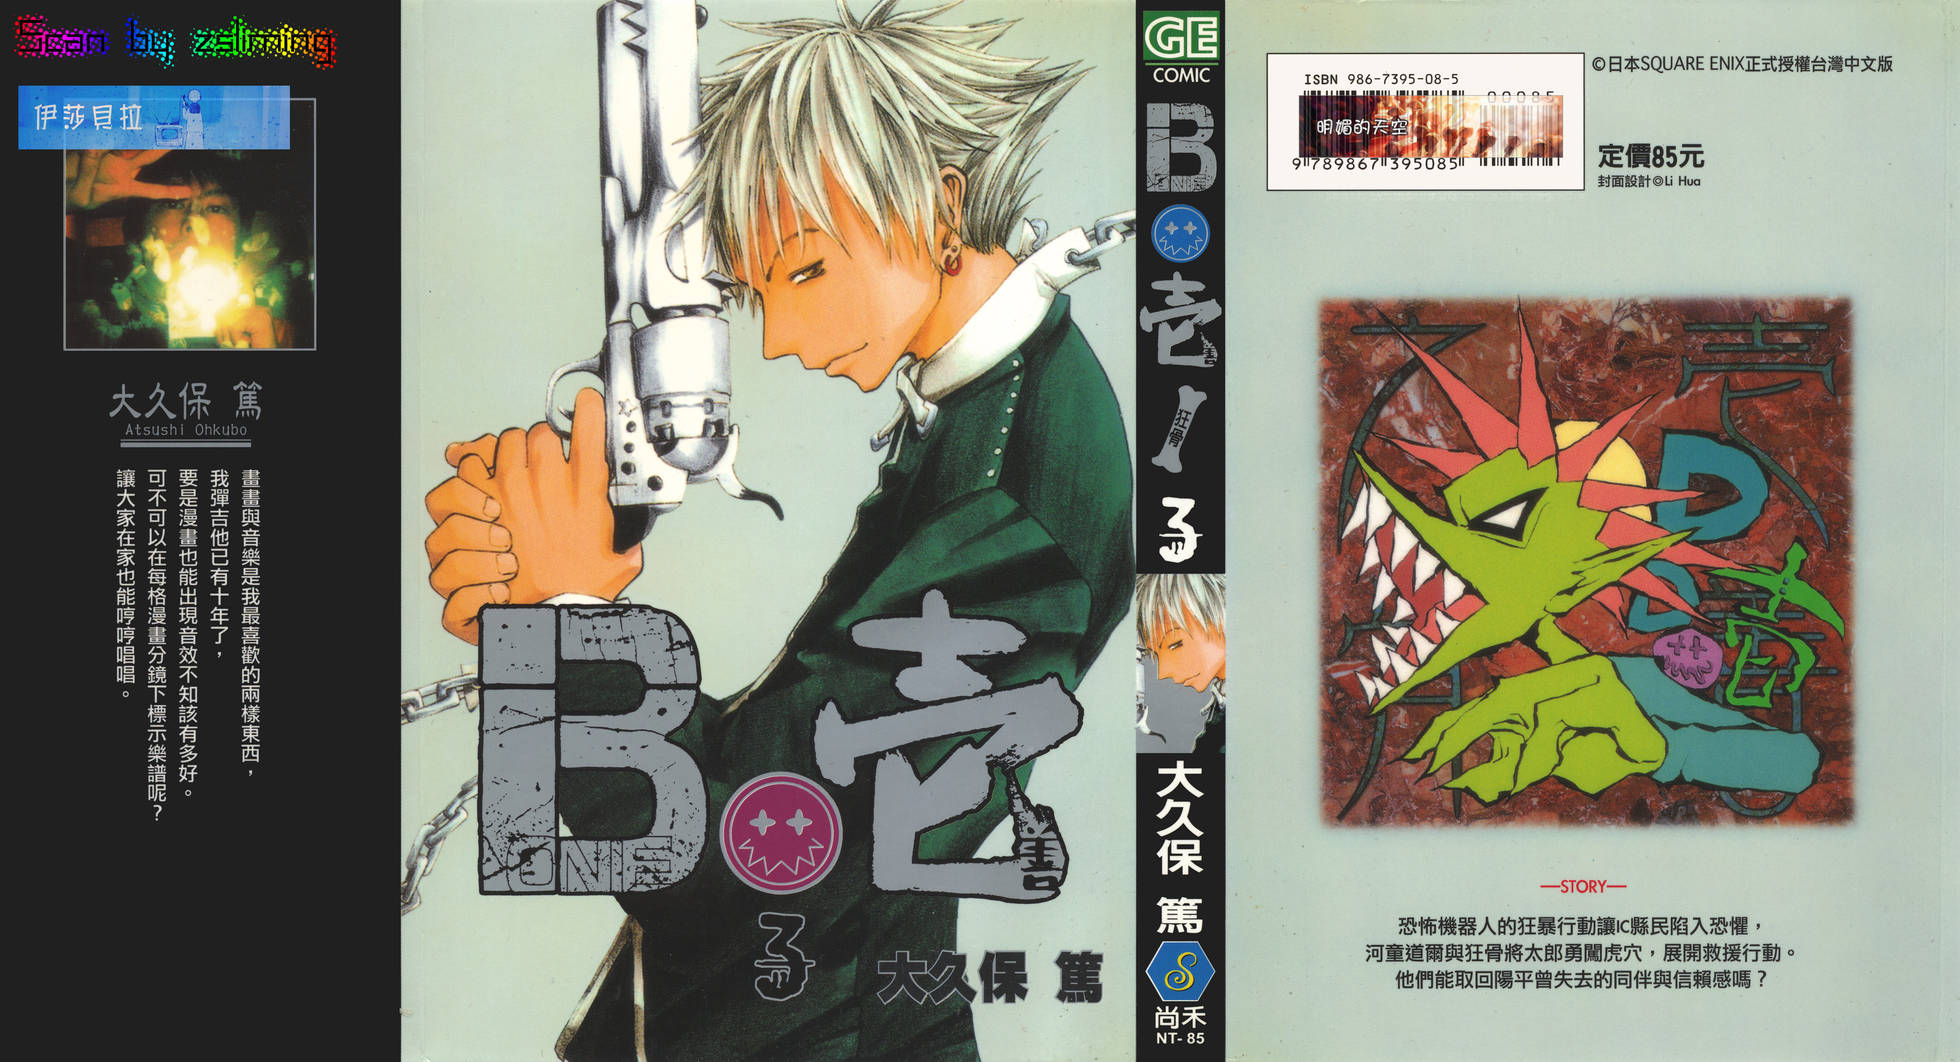 Scan by zsliming
伊莎貝拉
大久保 篤
Atsushi Ohkubo
畫畫與音樂是我最喜歡的兩樣東西，
我彈吉他已有十年了，
要是漫畫也能出現音效不知該有多好。
可不可以在每格漫畫分鏡下標示樂譜呢？
讓大家在家也能哼哼唱唱。
B壱
ONE
善
3
大久保 篤
GE
COMIC
B壱
狂骨
3
大久保 篤
S
尚禾
NT-85
ISBN 986-7395-08-5
00085
明媚的天空
9 789867 395085
©日本SQUARE ENIX正式授權台灣中文版
定價85元
封面設計◎Li Hua
—STORY—
恐怖機器人的狂暴行動讓IC縣民陷入恐懼，
河童道爾與狂骨將太郎勇闖虎穴，展開救援行動。
他們能取回陽平曾失去的同伴與信賴感嗎？